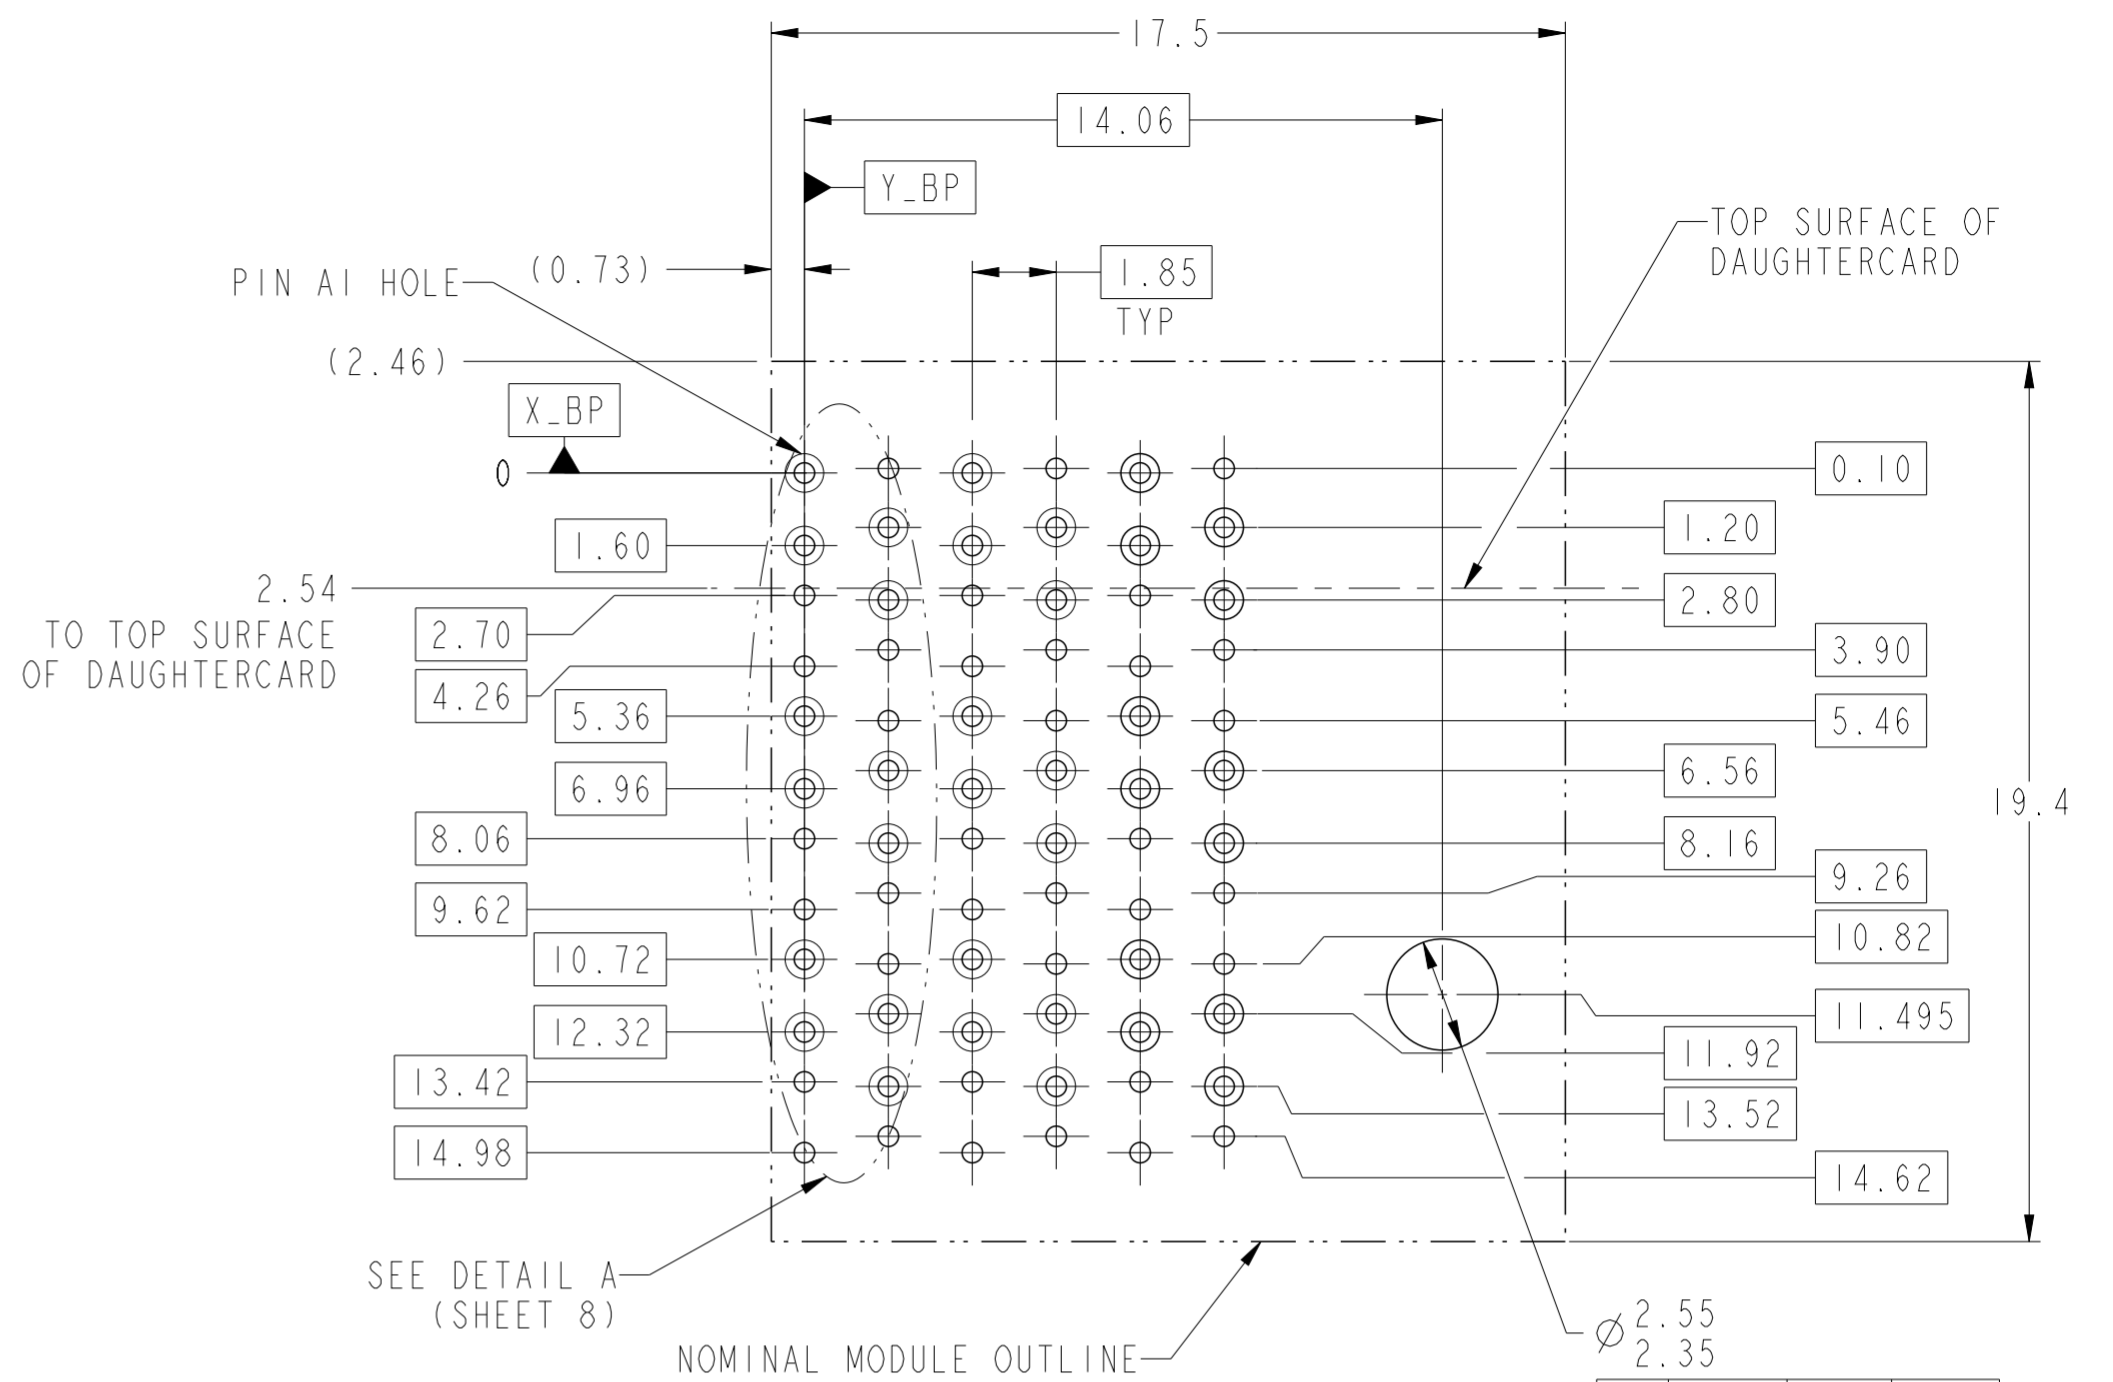 17.5
14.06
Y_BP
TOP SURFACE OF
DAUGHTERCARD
(0.73)
1.85
TYP
PIN A1 HOLE
(2.46)
X_BP
0
0.10
1.20
1.60
2.54
TO TOP SURFACE
OF DAUGHTERCARD
2.80
2.70
3.90
4.26
5.36
5.46
6.56
6.96
19.4
8.06
8.16
9.26
9.62
10.82
10.72
11.495
12.32
11.92
13.42
13.52
14.98
14.62
SEE DETAIL A
(SHEET 8)
NOMINAL MODULE OUTLINE
Ø 2.55
2.35